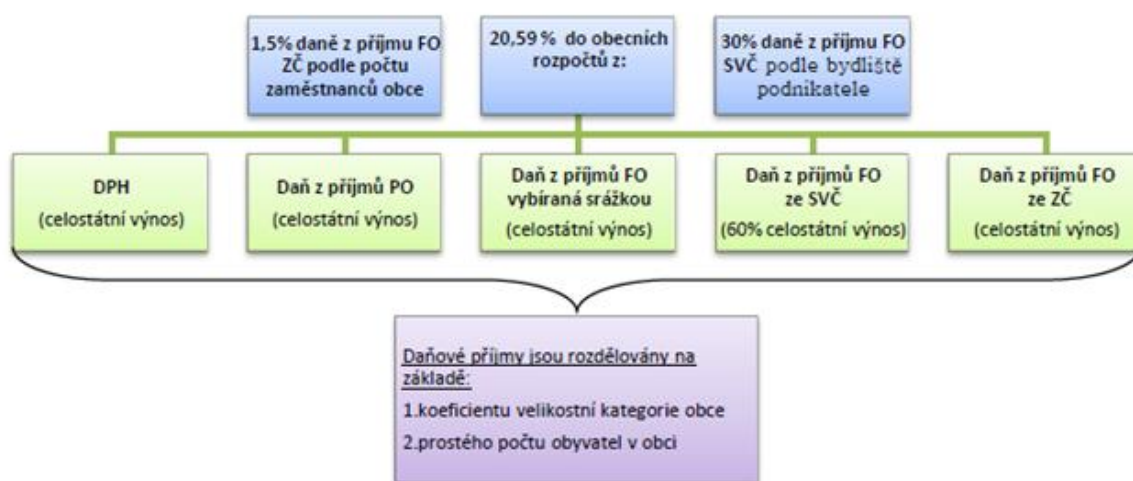 1,5% daně z příjmu FO
ZČ podle počtu
zaměstnanců obce
20,59 % do obecních
rozpočtů z:
30% daně z příjmu FO
SVČ podle bydliště
podnikatele
DPH
(celostátní výnos)
Daň z příjmů PO
(celostátní výnos)
Daň z příjmů FO
vybíraná srážkou
(celostátní výnos)
Daň z příjmů FO
ze SVČ
(60% celostátní výnos)
Daň z příjmů FO
ze ZČ
(celostátní výnos)
Daňové příjmy jsou rozdělovány na
základě:
1.koeficientu velikostní kategorie obce
2.prostého počtu obyvatel v obci